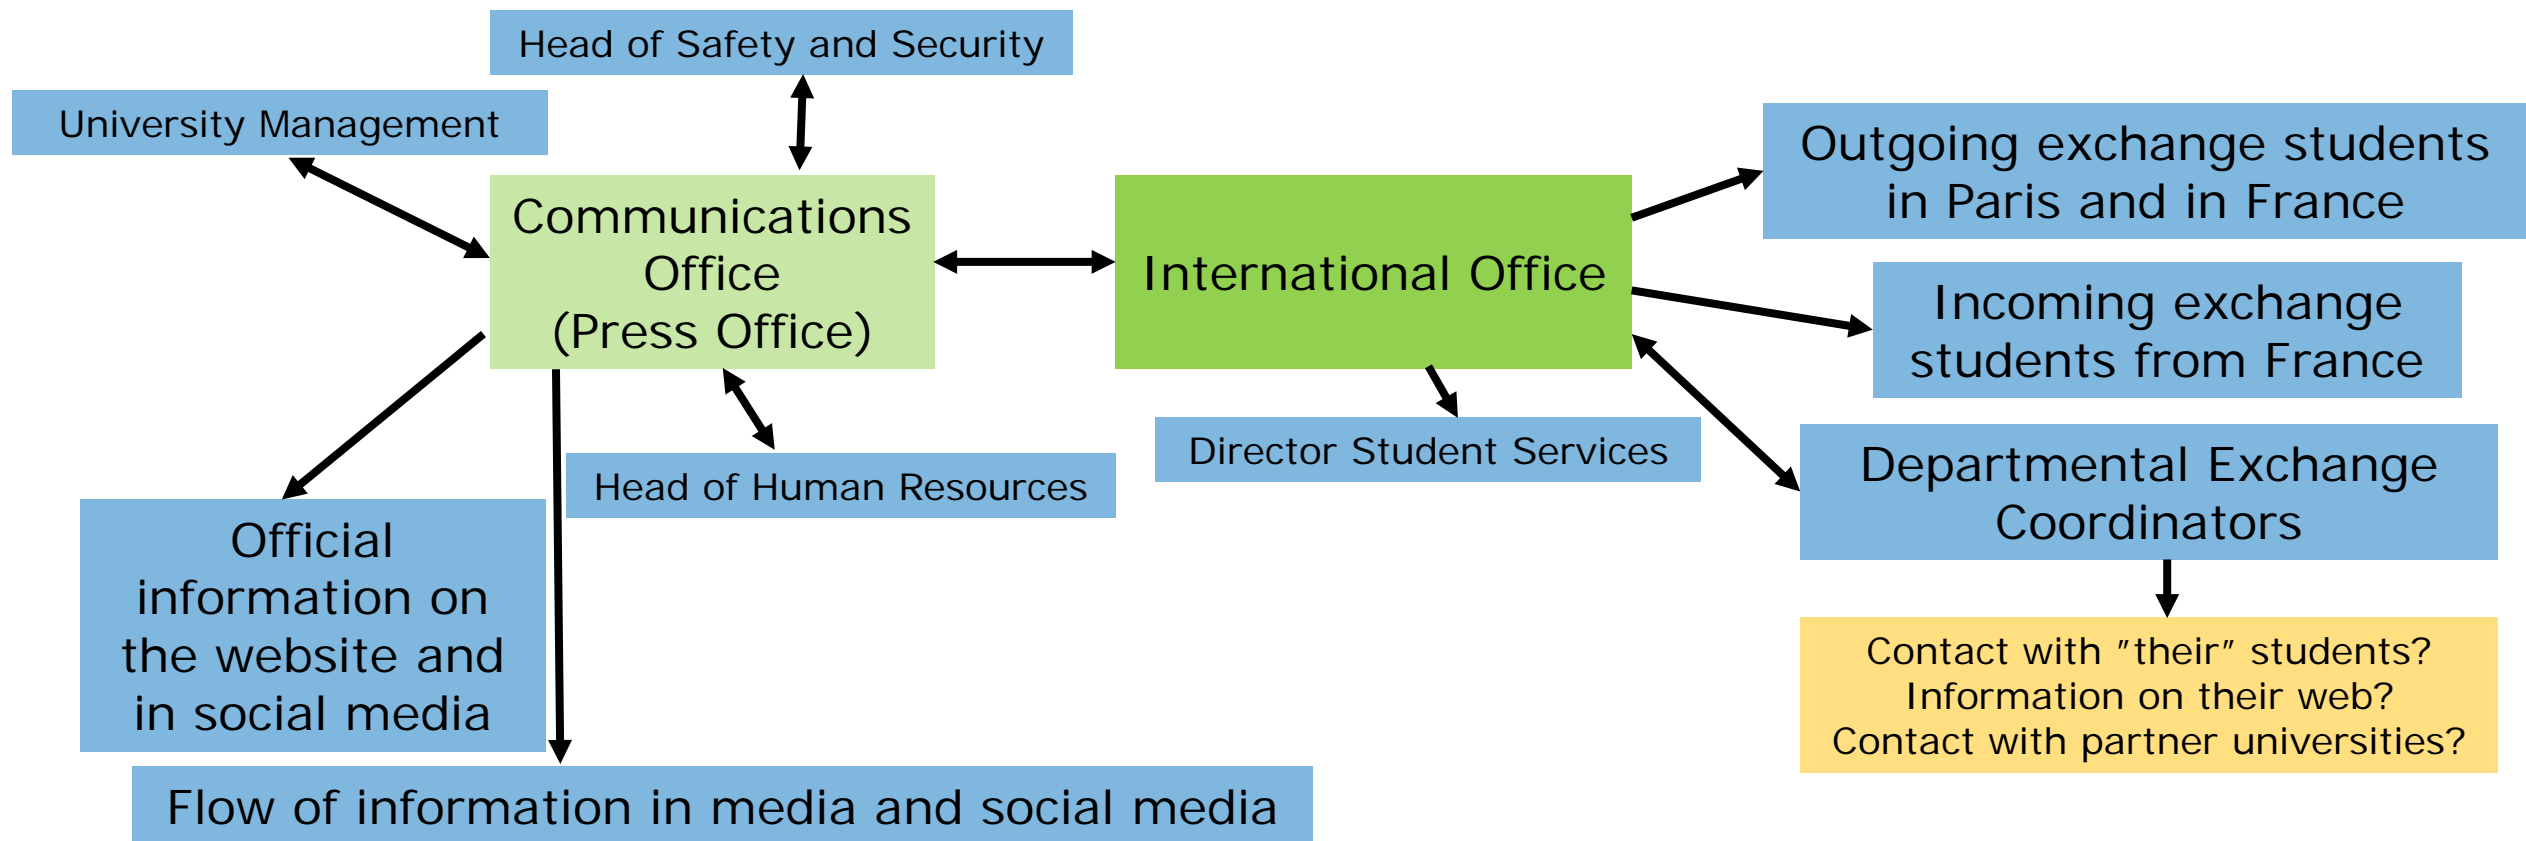 Head of Safety and Security
University Management
Communications
Office
(Press Office)
International Office
Outgoing exchange students
in Paris and in France
Incoming exchange
students from France
Director Student Services
Head of Human Resources
Departmental Exchange
Coordinators
Official
information on
the website and
in social media
Contact with ″their″ students?
Information on their web?
Contact with partner universities?
Flow of information in media and social media